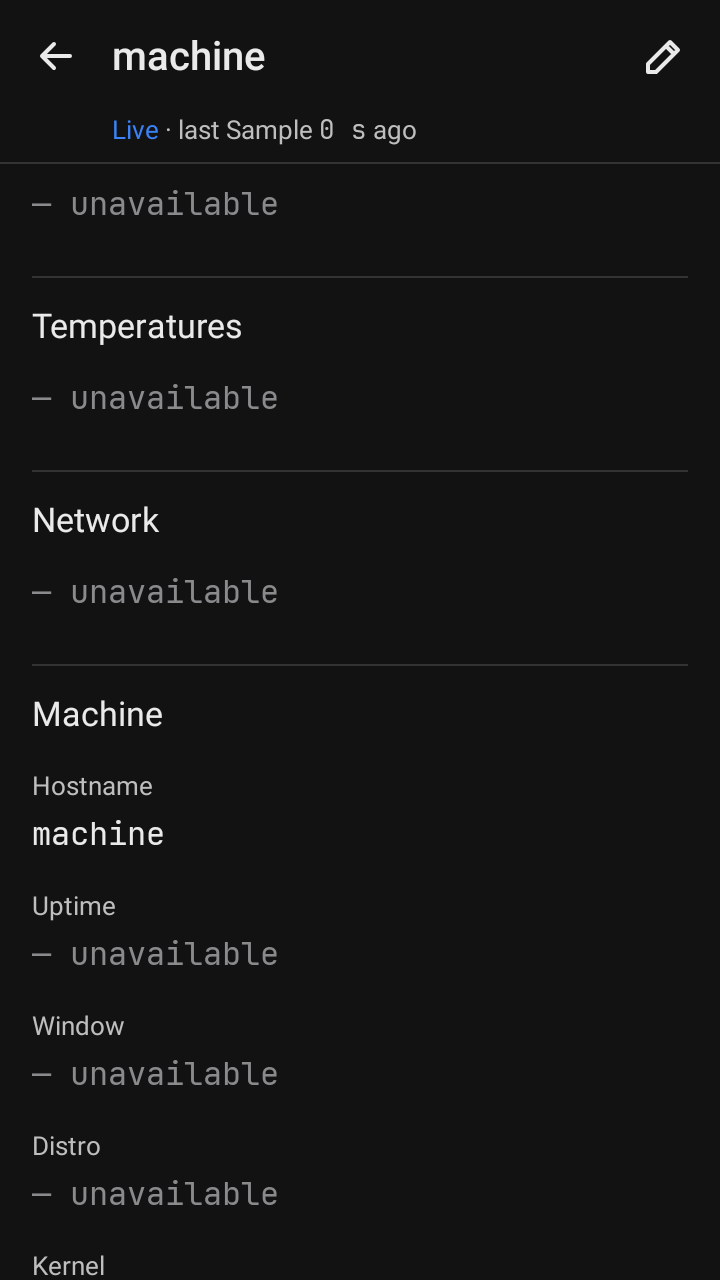 machine
Live · last Sample 0 s ago
— unavailable
Temperatures
— unavailable
Network
— unavailable
Machine
Hostname
machine
Uptime
— unavailable
Window
— unavailable
Distro
— unavailable
Kernel